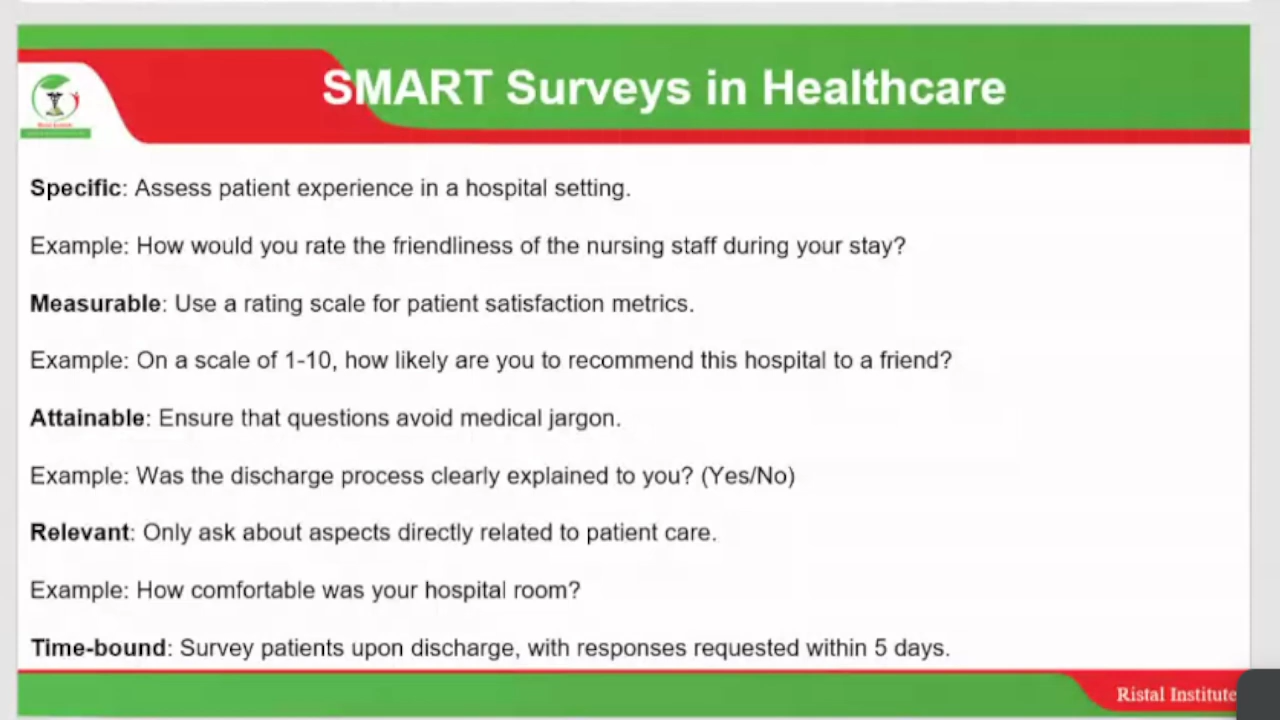 SMART Surveys in Healthcare
Specific: Assess patient experience in a hospital setting.
Example: How would you rate the friendliness of the nursing staff during your stay?
Measurable: Use a rating scale for patient satisfaction metrics.
Example: On a scale of 1-10, how likely are you to recommend this hospital to a friend?
Attainable: Ensure that questions avoid medical jargon.
Example: Was the discharge process clearly explained to you? (Yes/No)
Relevant: Only ask about aspects directly related to patient care.
Example: How comfortable was your hospital room?
Time-bound: Survey patients upon discharge, with responses requested within 5 days.
Ristal Institute